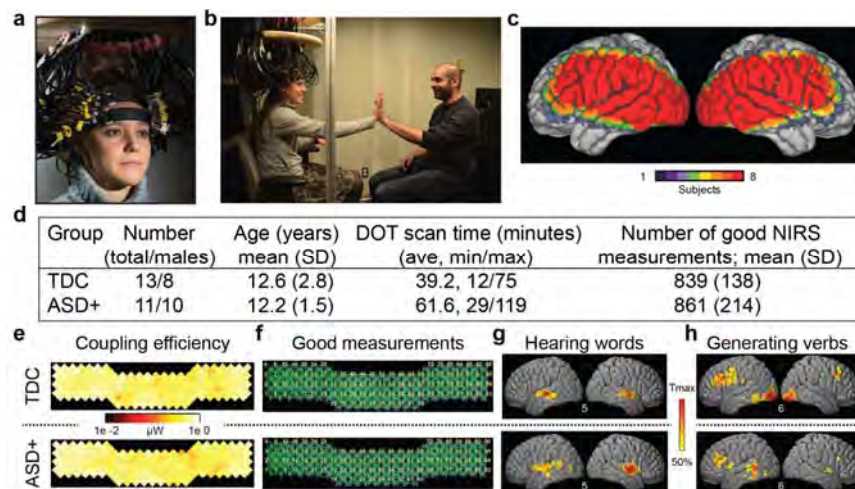 a
b
c
1 8
Subjects
d
Group Number Age (years) DOT scan time (minutes) Number of good NIRS
(total/males) mean (SD) (ave, min/max) measurements; mean (SD)
TDC 13/8 12.6 (2.8) 39.2, 12/75 839 (138)
ASD+ 11/10 12.2 (1.5) 61.6, 29/119 861 (214)
e Coupling efficiency f Good measurements g Hearing words h Generating verbs
TDC
5 6
Tmax
1e -2 µW 1e 0
ASD+
50%
5 6